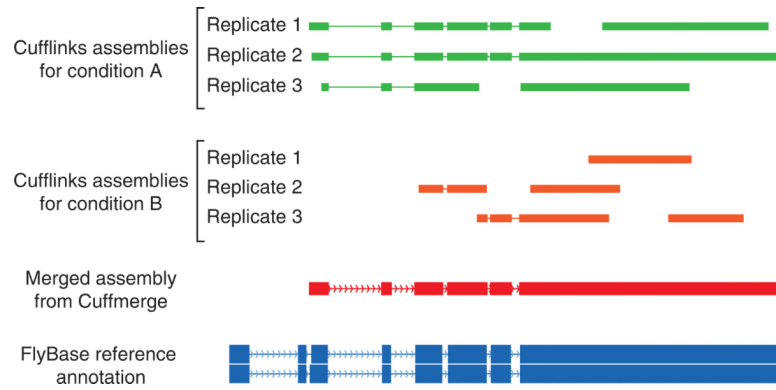 Cufflinks assemblies
for condition A
Replicate 1
Replicate 2
Replicate 3
Cufflinks assemblies
for condition B
Replicate 1
Replicate 2
Replicate 3
Merged assembly
from Cuffmerge
FlyBase reference
annotation